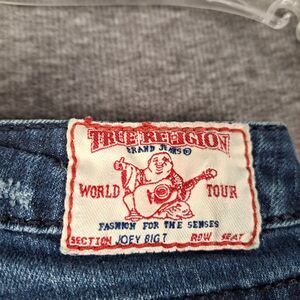 TRUE RELIGION
BRAND JEANS®
WORLD TOUR
FASHION FOR THE SENSES
SECTION JOEY BIG T ROW SEAT